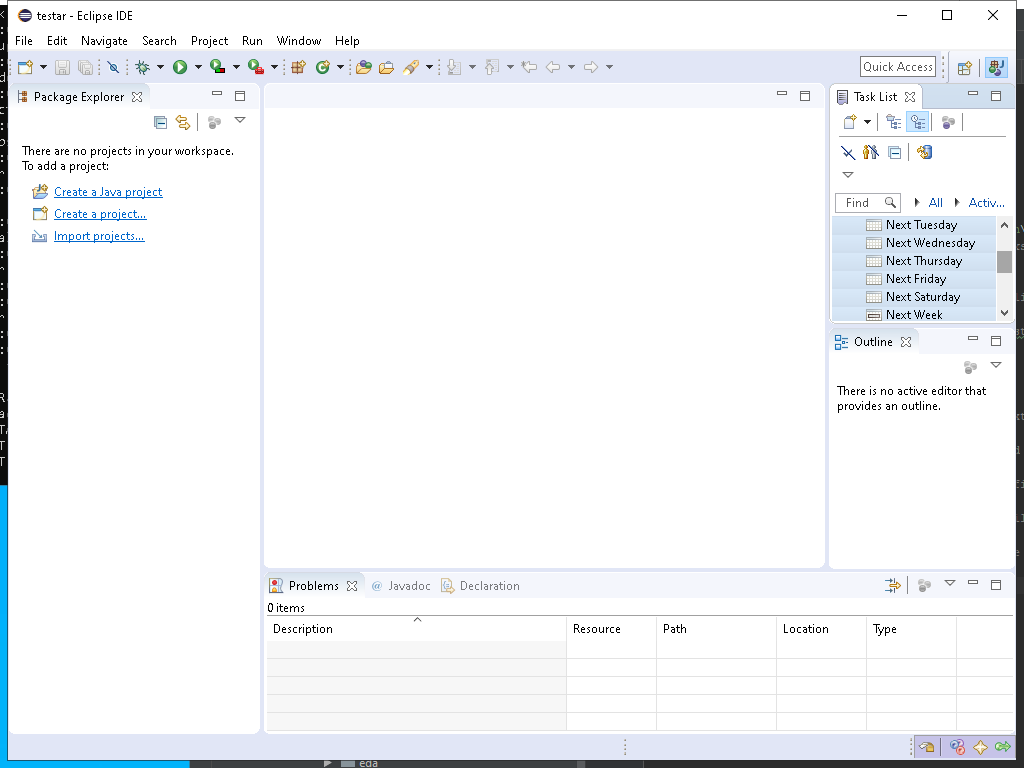 testar - Eclipse IDE
File Edit Navigate Search Project Run Window Help
Quick Access
Package Explorer
There are no projects in your workspace.
To add a project:
Create a Java project
Create a project...
Import projects...
Task List
Find All Activ...
Next Tuesday
Next Wednesday
Next Thursday
Next Friday
Next Saturday
Next Week
Outline
There is no active editor that
provides an outline.
Problems @ Javadoc Declaration
0 items
Description Resource Path Location Type
eda